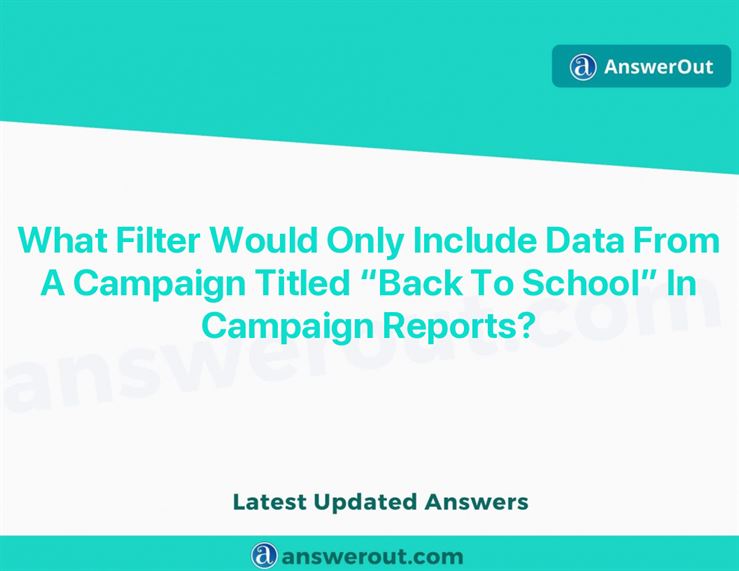 AnswerOut
What Filter Would Only Include Data From
A Campaign Titled “Back To School” In
Campaign Reports?
answerout.com
Latest Updated Answers
answerout.com